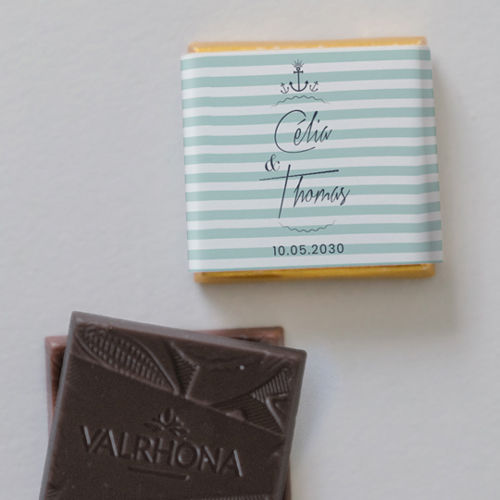 Célia
&
Thomas
10.05.2030
VALRHONA